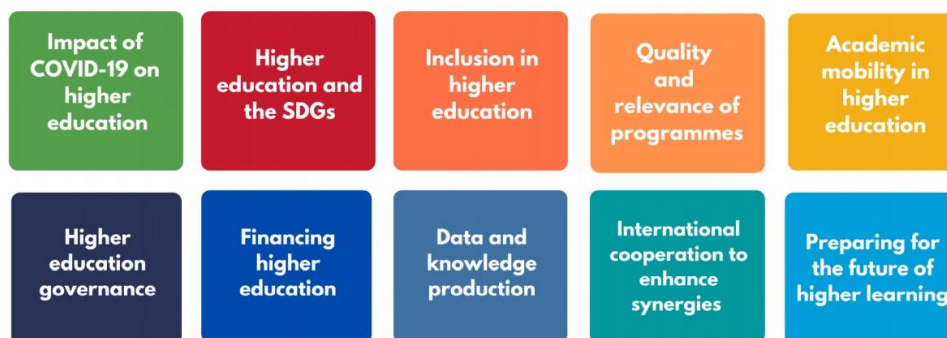 Impact of
COVID-19 on
higher
education
Higher
education and
the SDGs
Inclusion in
higher
education
Quality
and
relevance of
programmes
Academic
mobility in
higher
education
Higher
education
governance
Financing
higher
education
Data and
knowledge
production
International
cooperation to
enhance
synergies
Preparing for
the future of
higher learning